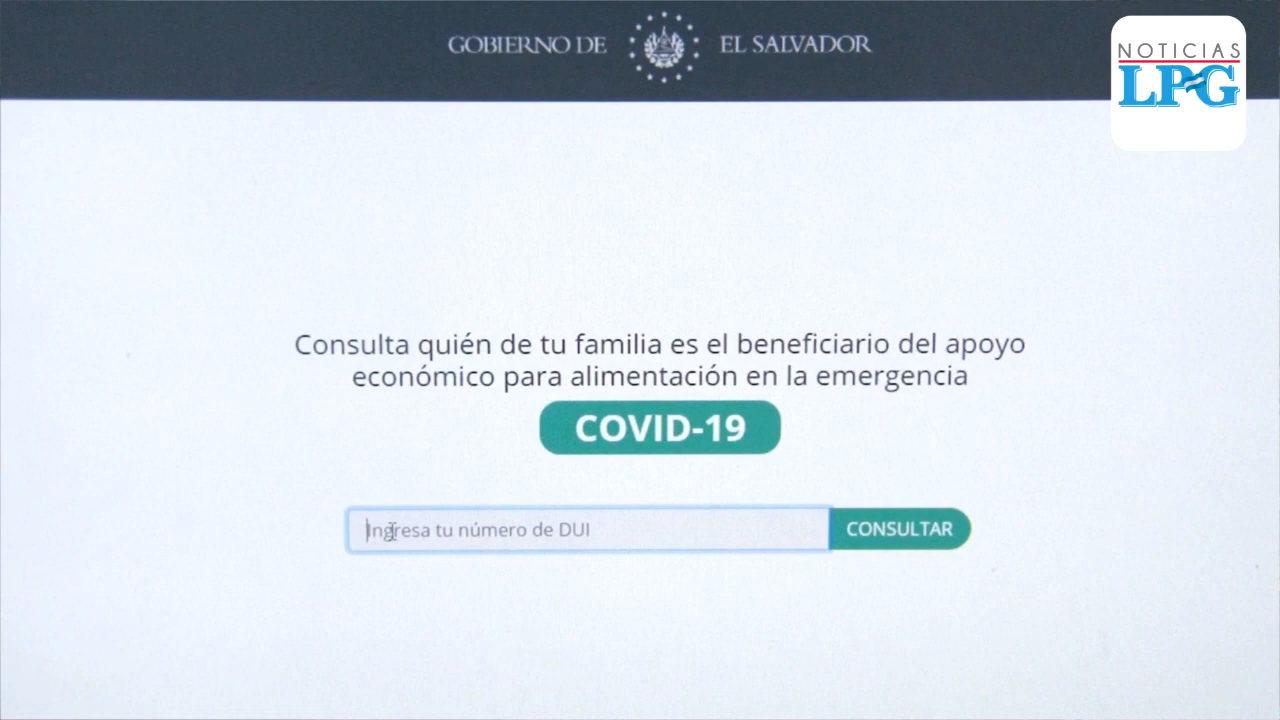 GOBIERNO DE EL SALVADOR
NOTICIAS
LPG
Consulta quién de tu familia es el beneficiario del apoyo
económico para alimentación en la emergencia
COVID-19
Ingresa tu número de DUI
CONSULTAR